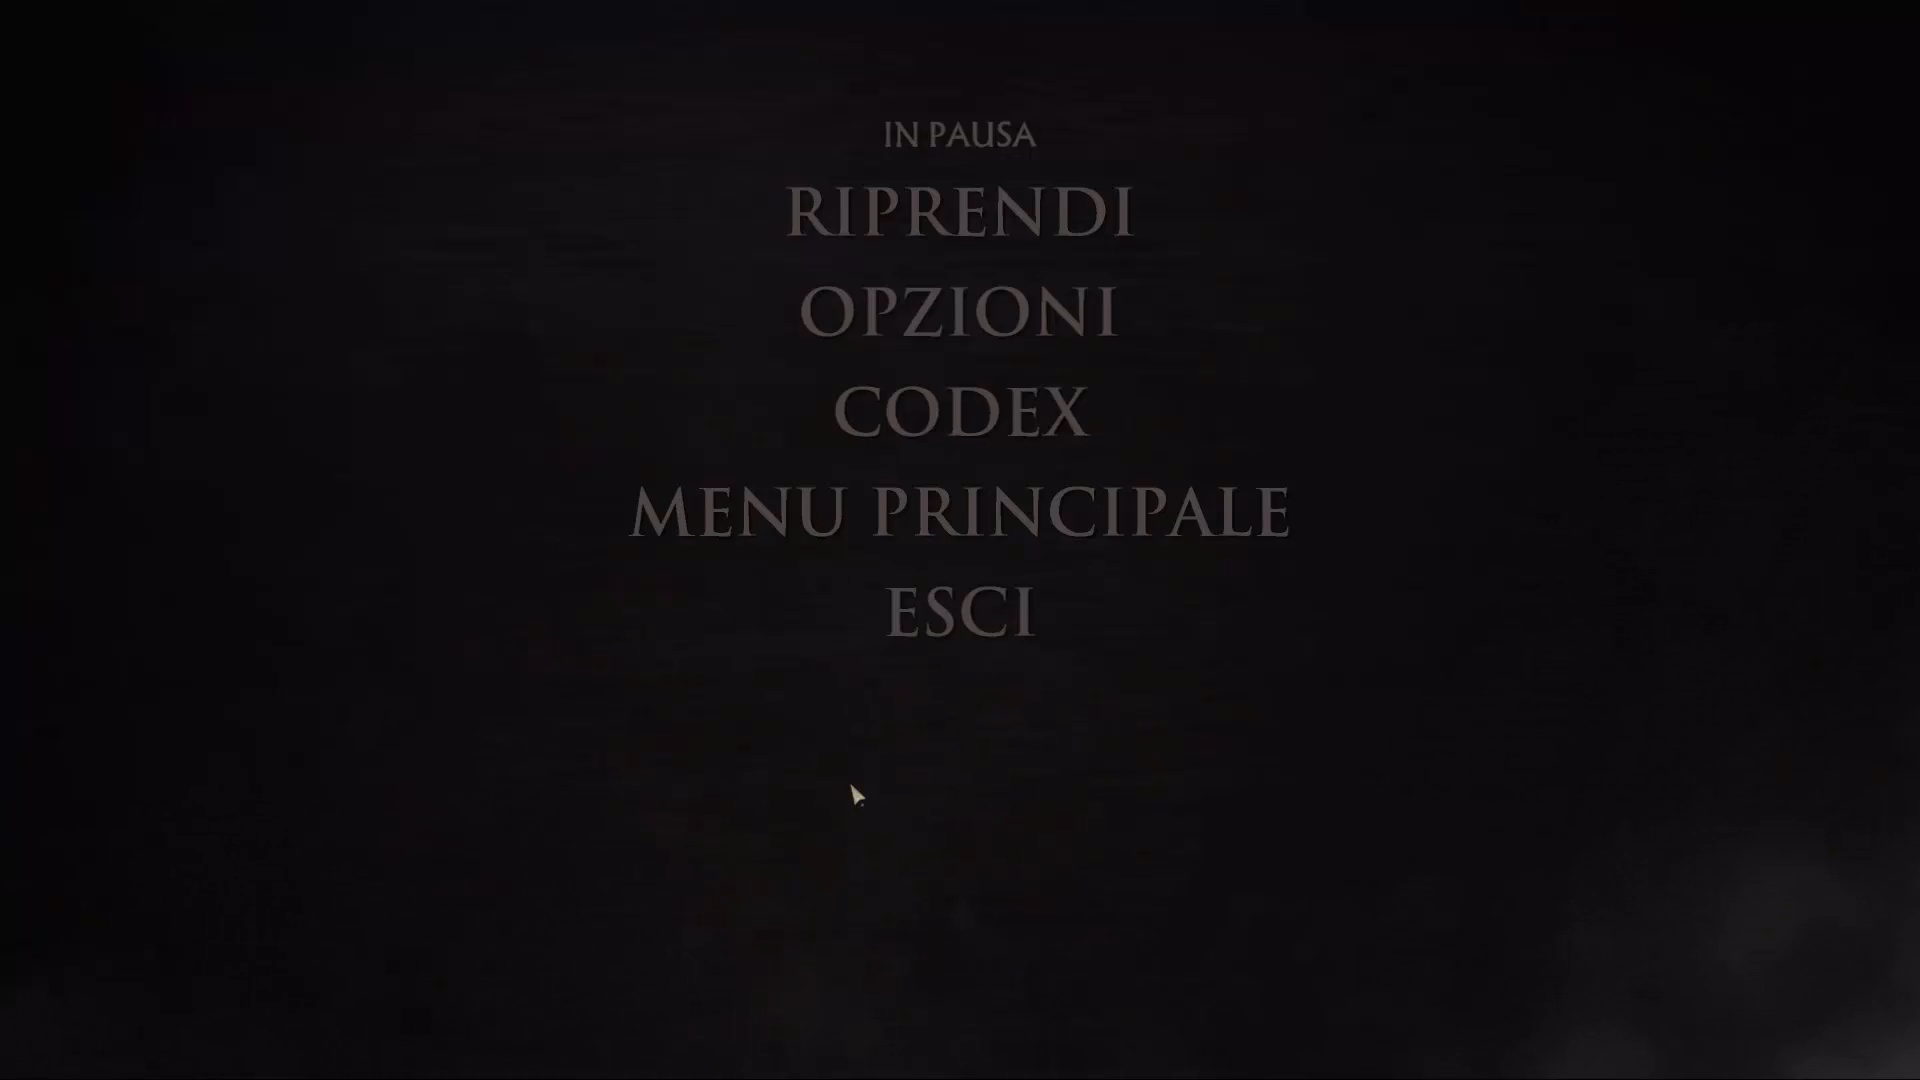 IN PAUSA
RIPRENDI
OPZIONI
CODEX
MENU PRINCIPALE
ESCI